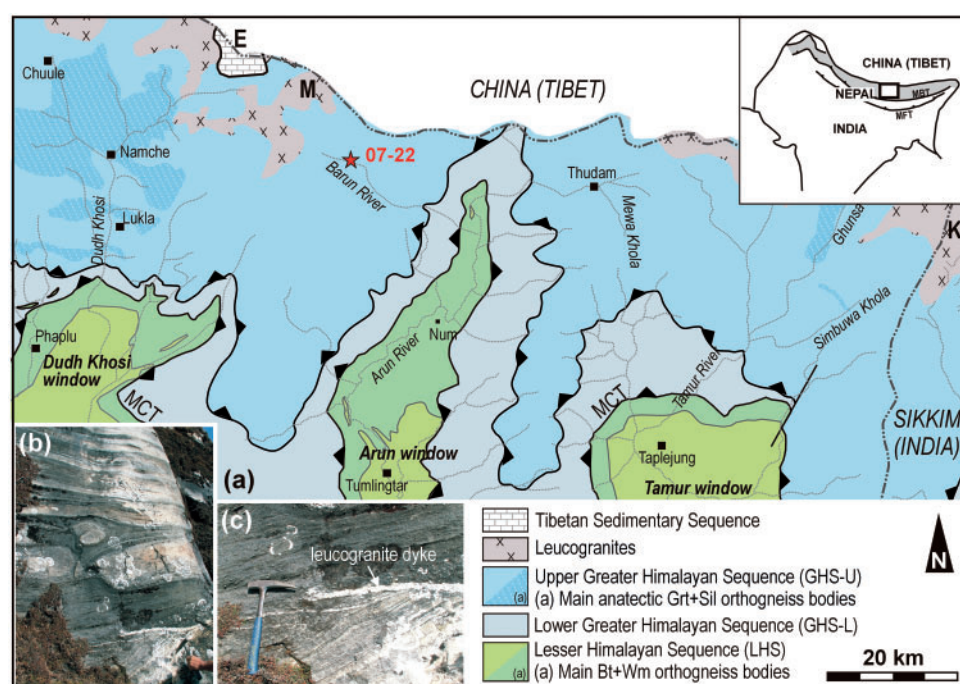 E
Chuule
M
CHINA (TIBET)
CHINA (TIBET)
NEPAL
MBT
MFT
INDIA
Namche
07-22
Barun River
Thudam
Lukla
Dudh Khosi
Mewa Khola
Ghunsa
K
Phaplu
Dudh Khosi
window
MCT
Num
Arun River
Simbuwa Khola
Tamur River
MCT
SIKKIM
(INDIA)
Arun window
Tumlingtar
Taplejung
Tamur window
(b)
(a)
(c)
leucogranite dyke
Tibetan Sedimentary Sequence
Leucogranites
Upper Greater Himalayan Sequence (GHS-U)
(a)
(a) Main anatectic Grt+Sil orthogneiss bodies
Lower Greater Himalayan Sequence (GHS-L)
Lesser Himalayan Sequence (LHS)
(a)
(a) Main Bt+Wm orthogneiss bodies
N
20 km